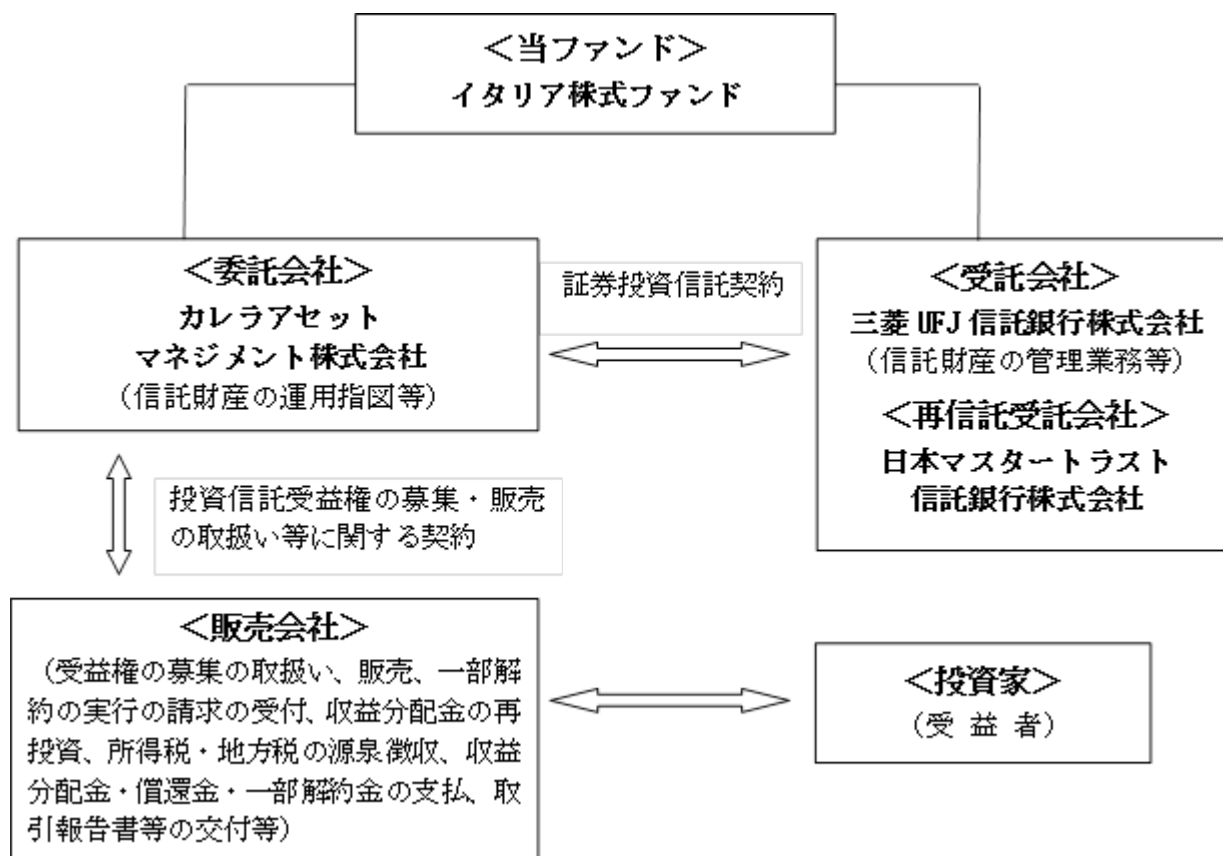 ＜当ファンド＞
イタリア株式ファンド
＜委託会社＞
カレラアセット
マネジメント株式会社
（信託財産の運用指図等）
証券投資信託契約
＜受託会社＞
三菱 UFJ 信託銀行株式会社
（信託財産の管理業務等）
＜再信託受託会社＞
日本マスタートラスト
信託銀行株式会社
投資信託受益権の募集・販売
の取扱い等に関する契約
＜販売会社＞
（受益権の募集の取扱い、販売、一部解
約の実行の請求の受付、収益分配金の再
投資、所得税・地方税の源泉徴収、収益
分配金・償還金・一部解約金の支払、取
引報告書等の交付等）
＜投資家＞
（受 益 者）